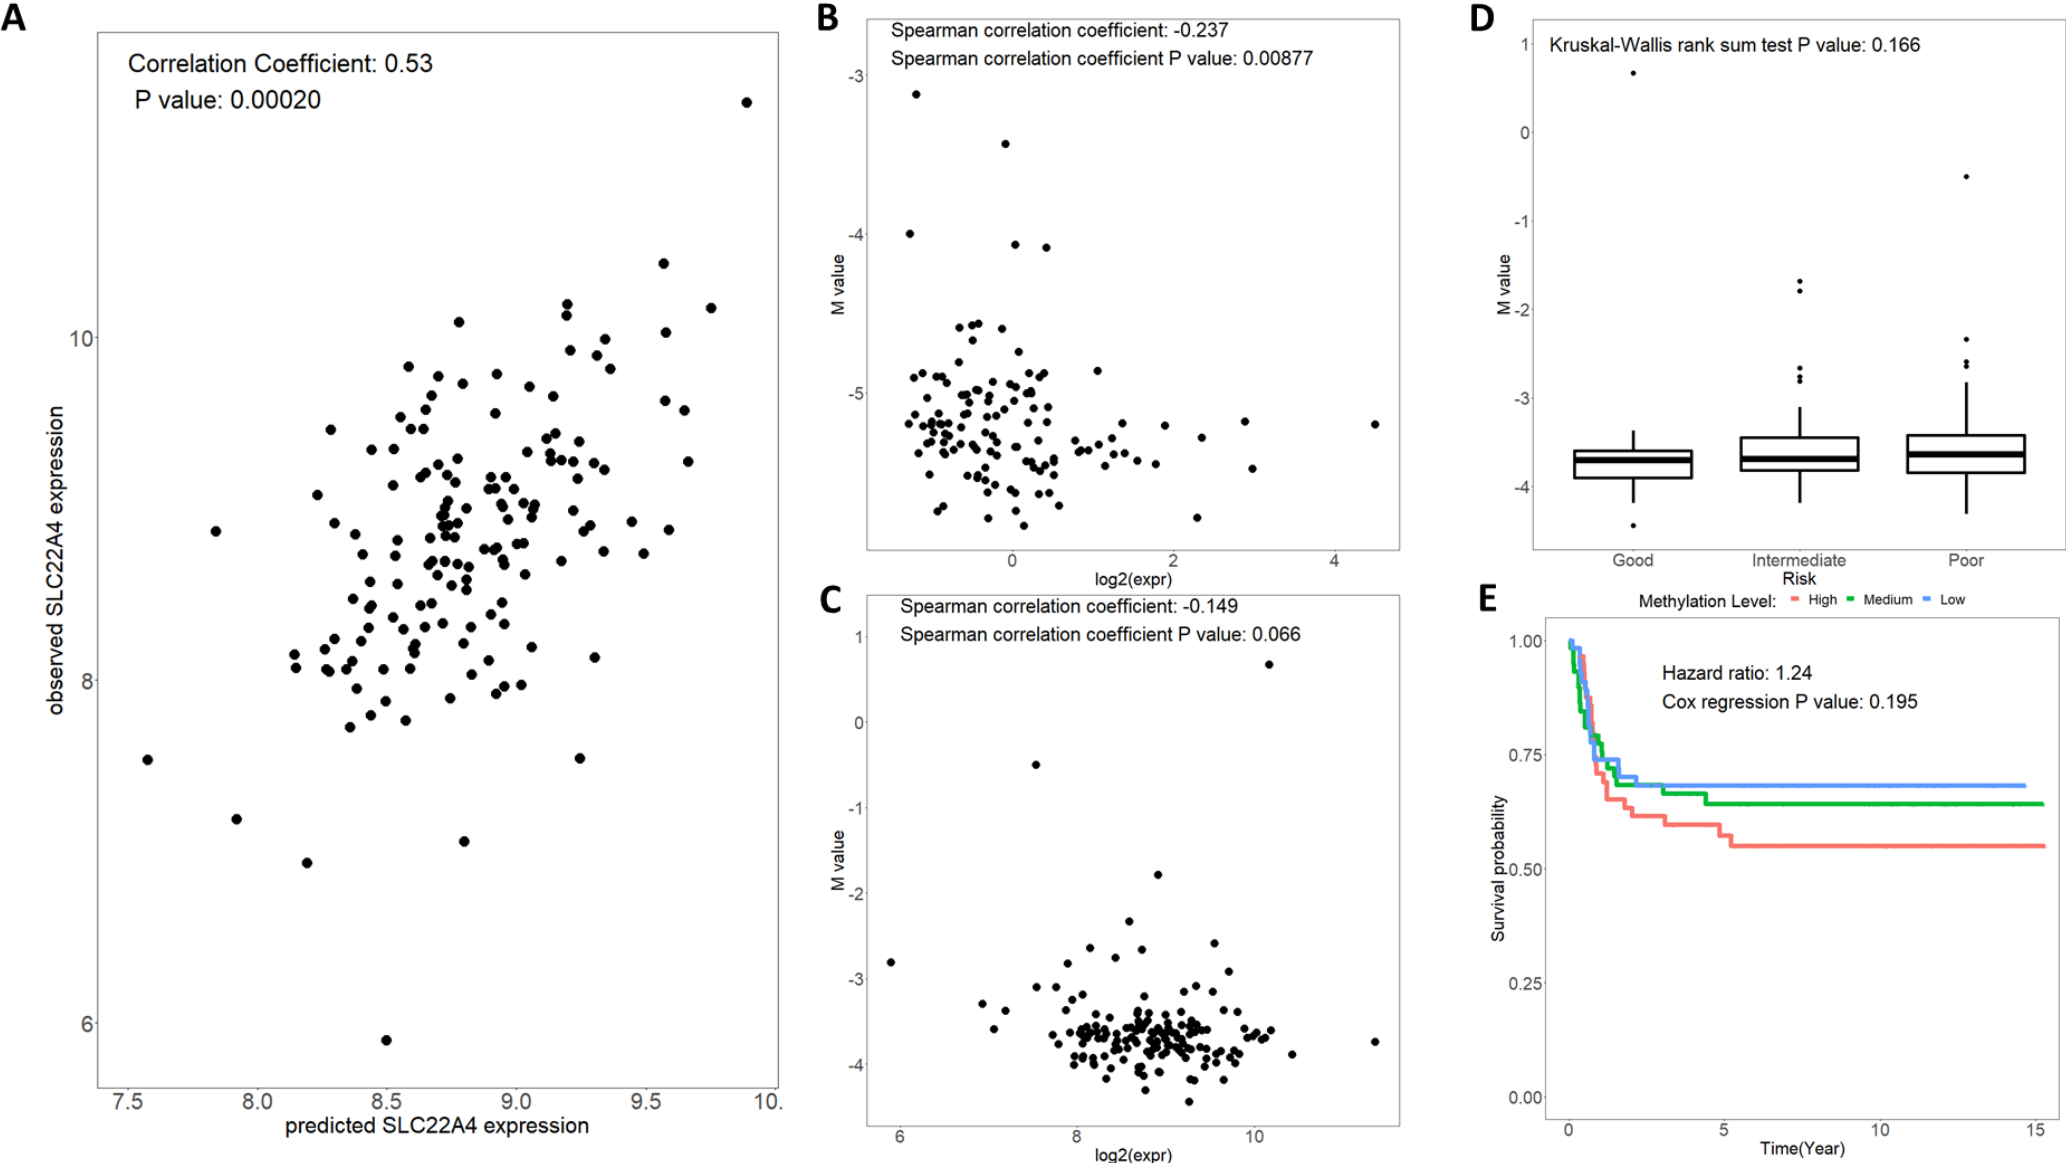 A
Correlation Coefficient: 0.53
P value: 0.00020
observed SLC22A4 expression
10
8
6
7.5 8.0 8.5 9.0 9.5 10.
predicted SLC22A4 expression
B
Spearman correlation coefficient: -0.237
Spearman correlation coefficient P value: 0.00877
M value
-3
-4
-5
0 2 4
log2(expr)
C
Spearman correlation coefficient: -0.149
Spearman correlation coefficient P value: 0.066
M value
1
0
-1
-2
-3
-4
6 8 10
log2(expr)
D
Kruskal-Wallis rank sum test P value: 0.166
M value
1
0
-1
-2
-3
-4
Good Intermediate Poor
Risk
E
Methylation Level: High Medium Low
Hazard ratio: 1.24
Cox regression P value: 0.195
Survival probability
1.00
0.75
0.50
0.25
0.00
0 5 10 15
Time(Year)